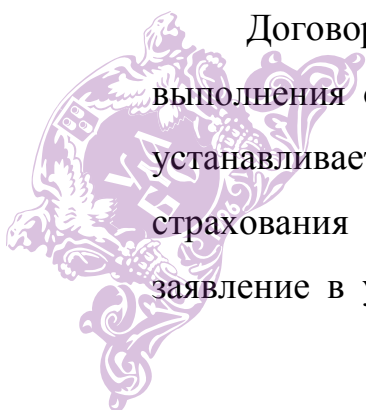 Договор
выполнения
устанавливает
страхования
заявление в